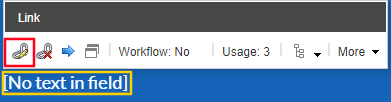 Link
Workflow: No Usage: 3 More
[No text in field]